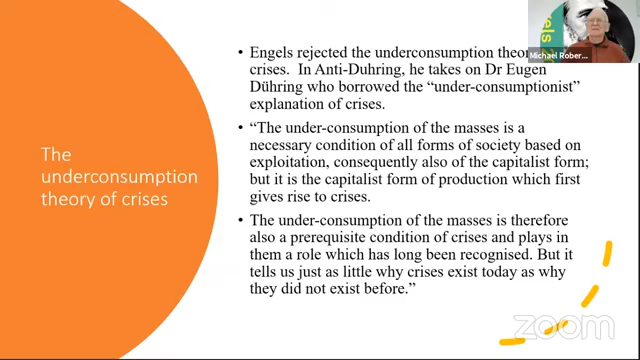 • Engels rejected the underconsumption theor
crises.  In Anti-Duhring, he takes on Dr Eugen
Dühring who borrowed the “under-consumptionist”
explanation of crises.
• “The under-consumption of the masses is a
necessary condition of all forms of society based on
exploitation, consequently also of the capitalist form;
but it is the capitalist form of production which first
gives rise to crises.
• The under-consumption of the masses is therefore
also a prerequisite condition of crises and plays in
them a role which has long been recognised. But it
tells us just as little why crises exist today as why
they did not exist before.”
The
underconsumption
theory of crises
Michael Rober...
zoom